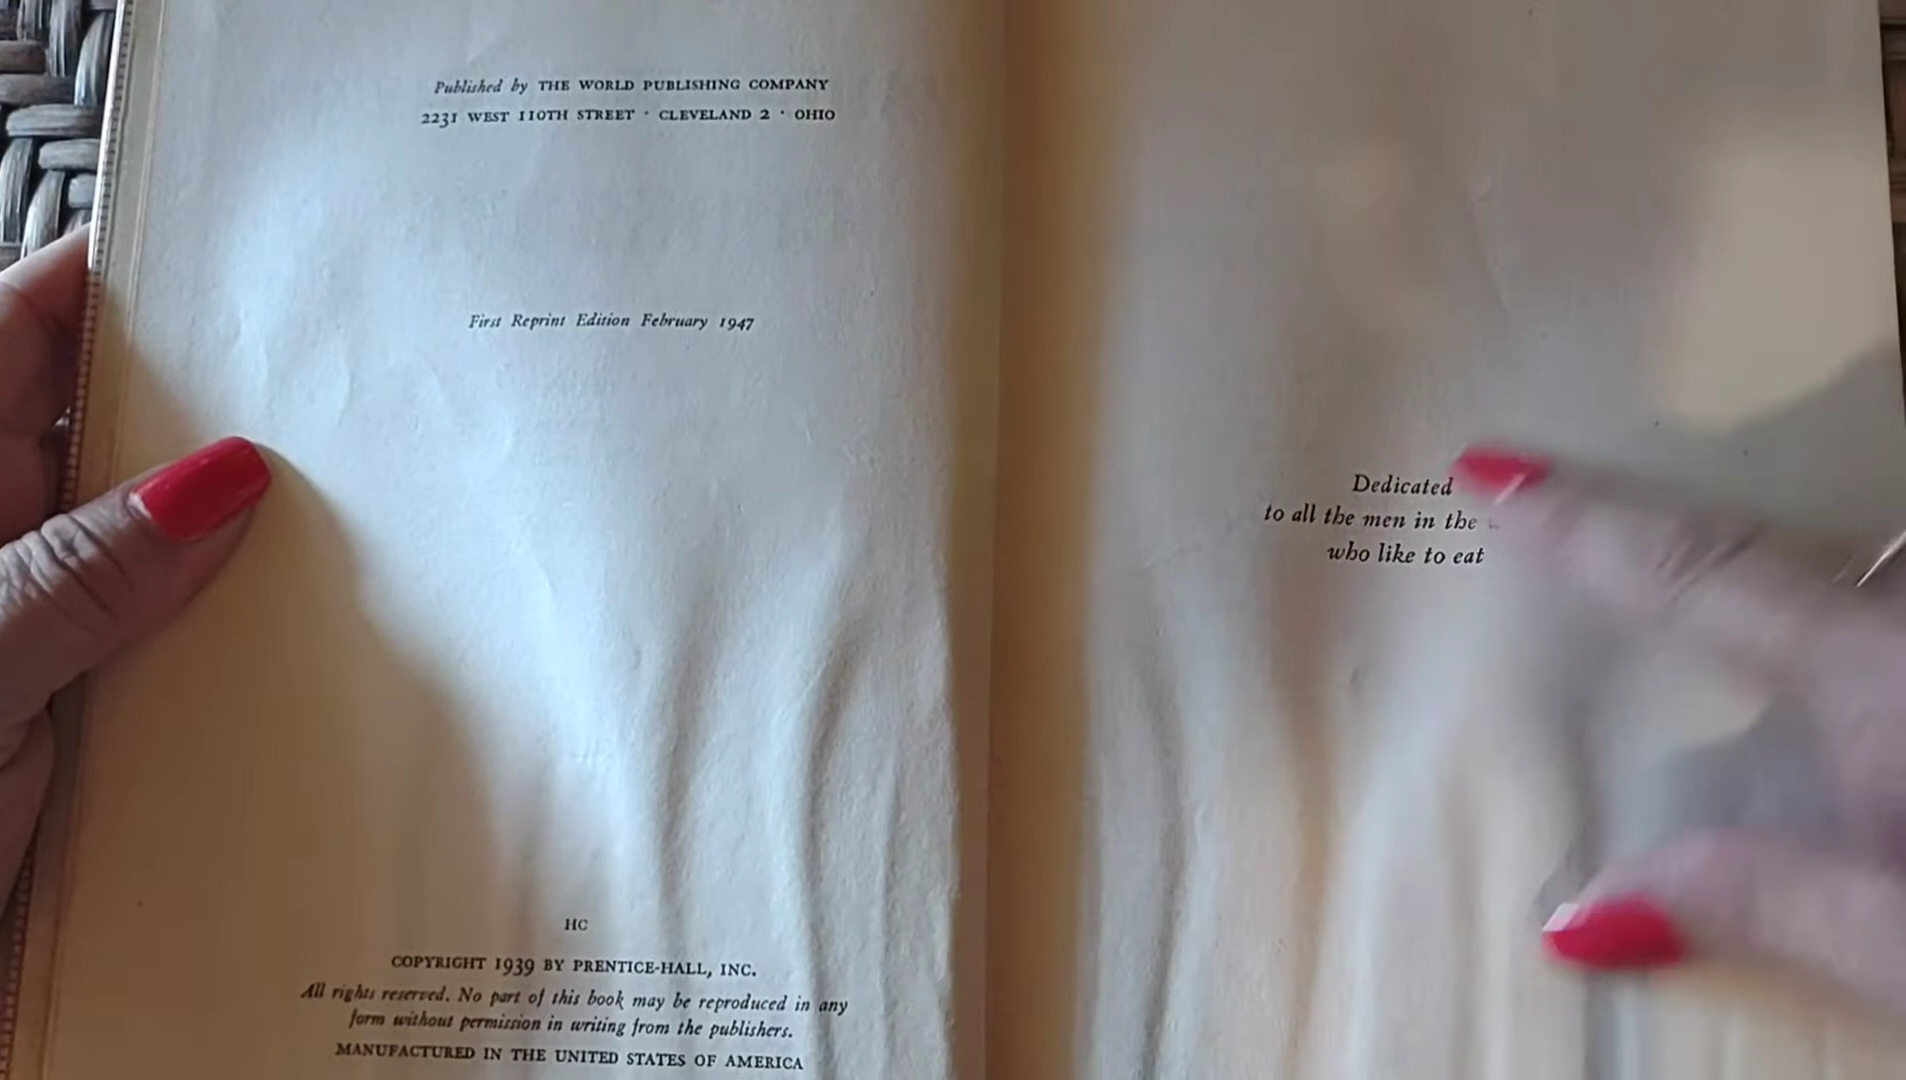 Published by THE WORLD PUBLISHING COMPANY
2231 WEST 110TH STREET · CLEVELAND 2 · OHIO
First Reprint Edition February 1947
HC
COPYRIGHT 1939 BY PRENTICE-HALL, INC.
All rights reserved. No part of this book may be reproduced in any
form without permission in writing from the publishers.
MANUFACTURED IN THE UNITED STATES OF AMERICA
Dedicated
to all the men in the
who like to eat